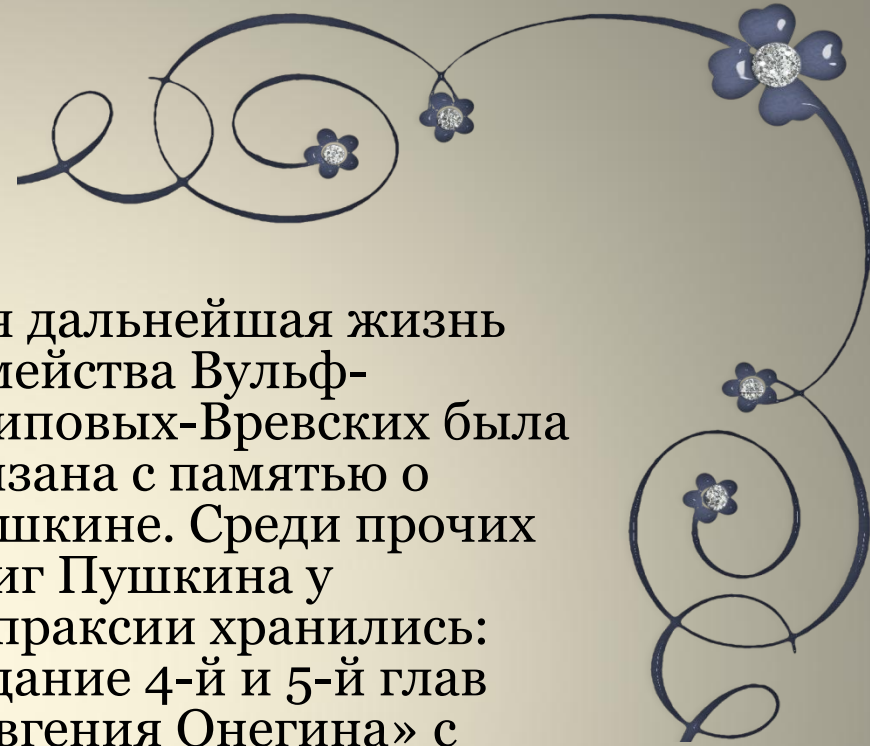 я дальнейшая жизнь
мейства Вульф-
иповых-Вревских была
язана с памятью о
шкине. Среди прочих
иг Пушкина у
праксии хранились:
дание 4-й и 5-й глав
вгения Онегина» с